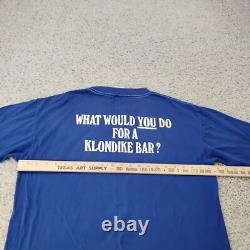 WHAT WOULD YOU DO
FOR A
KLONDIKE BAR?
TEXAS ART SUPPLY